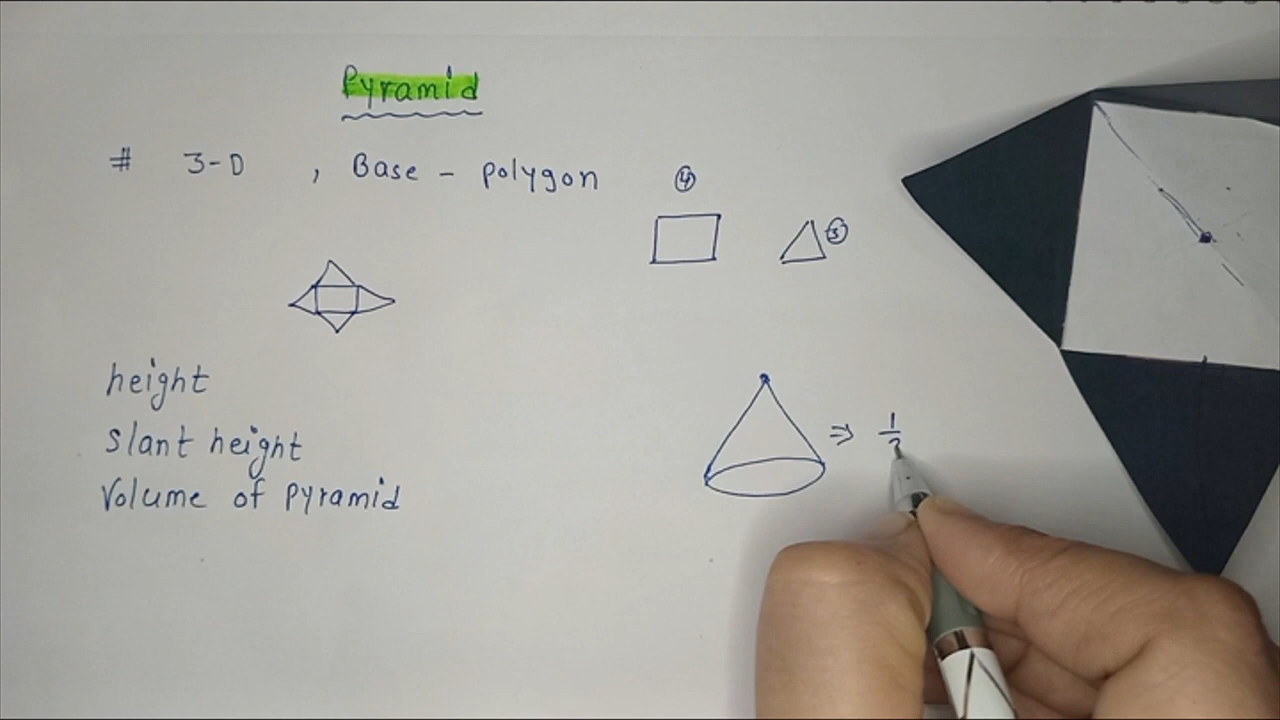 Pyramid
# 3-D , Base - polygon
4
3
height
slant height
Volume of pyramid
⇒ 1/3